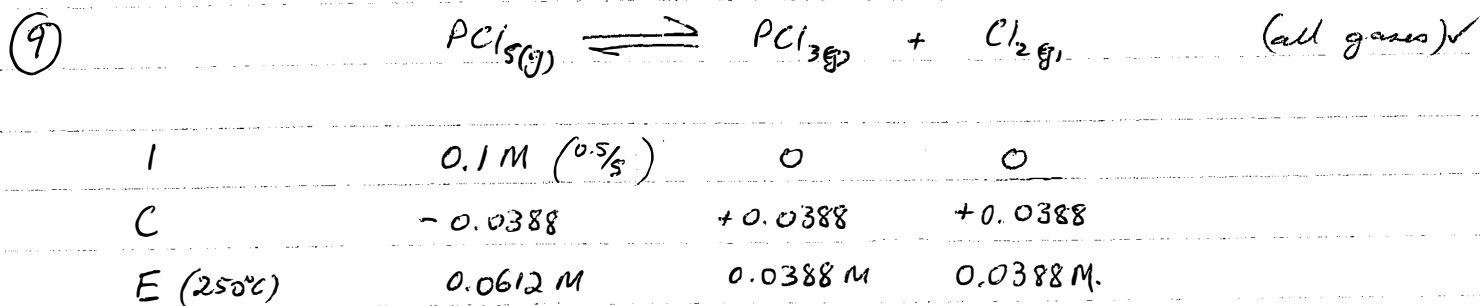 ⑨ PCl₅(g) ⇌ PCl₃(g) + Cl₂(g) (all gases)✓
I 0.1 M (0.5/5) 0 0
C - 0.0388 + 0.0388 + 0.0388
E (250°C) 0.0612 M 0.0388 M 0.0388 M.